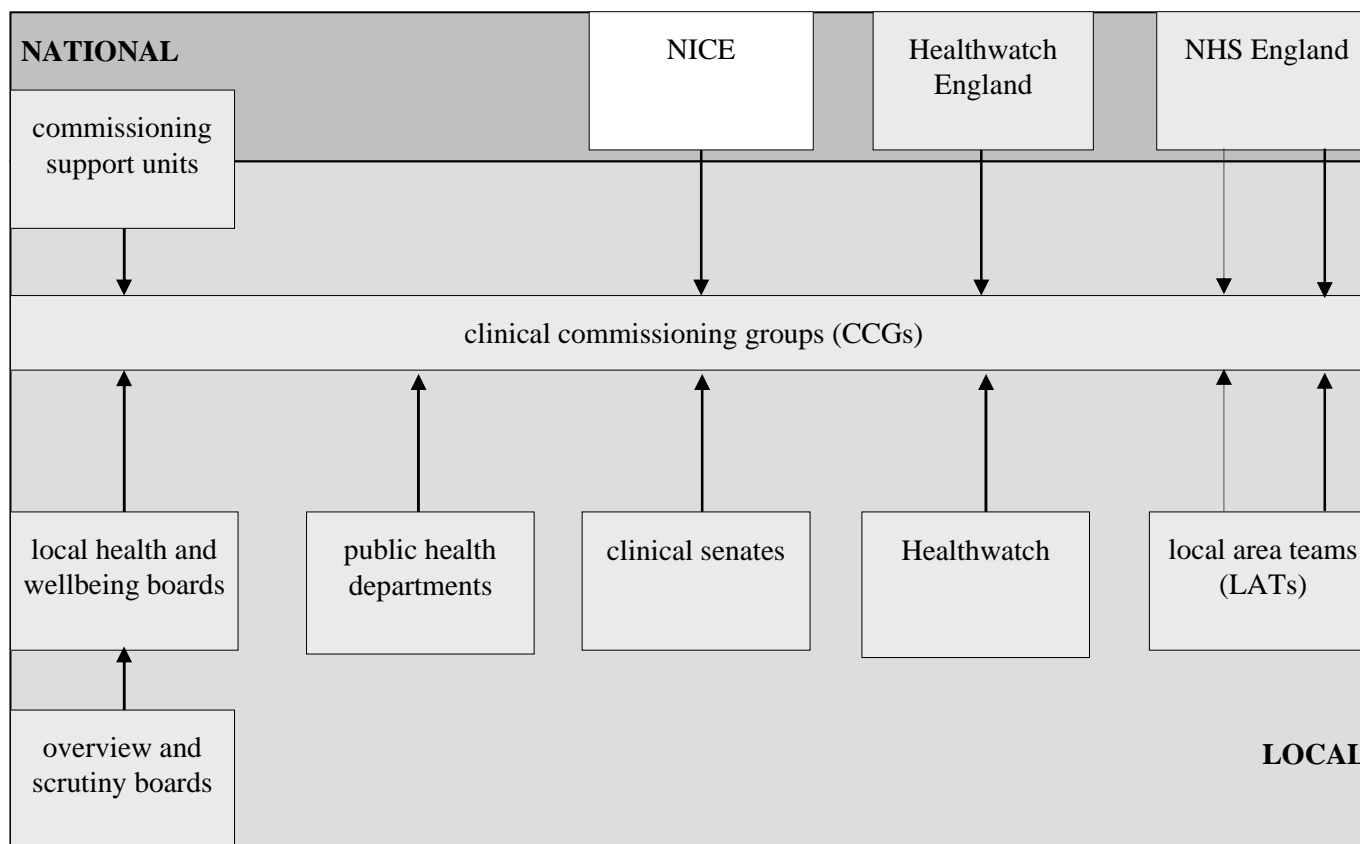 NATIONAL
NICE
Healthwatch
England
NHS England
commissioning
support units
clinical commissioning groups (CCGs)
local health and
wellbeing boards
public health
departments
clinical senates
Healthwatch
local area teams
(LATs)
overview and
scrutiny boards
LOCAL